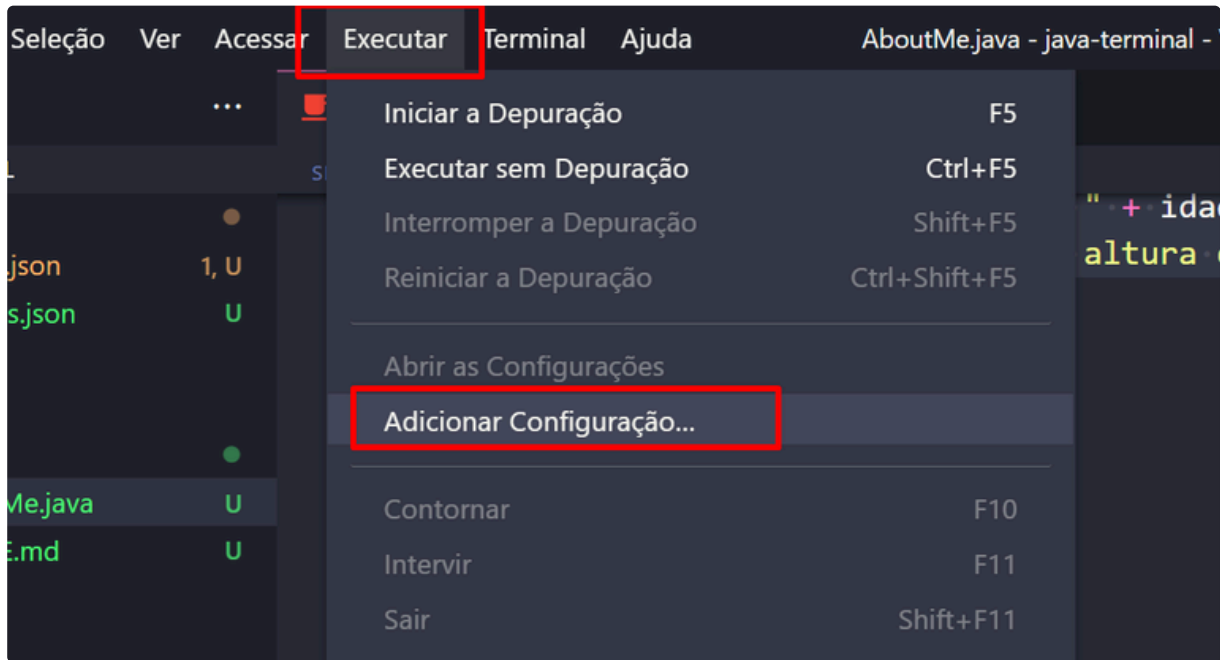 Seleção Ver Acessar Executar Terminal Ajuda AboutMe.java - java-terminal -
...
Iniciar a Depuração F5
Executar sem Depuração Ctrl+F5
" + idad
Interromper a Depuração Shift+F5
altura
.json 1, U
Reiniciar a Depuração Ctrl+Shift+F5
s.json U
Abrir as Configurações
Adicionar Configuração...
Me.java U
Contornar F10
E.md U
Intervir F11
Sair Shift+F11